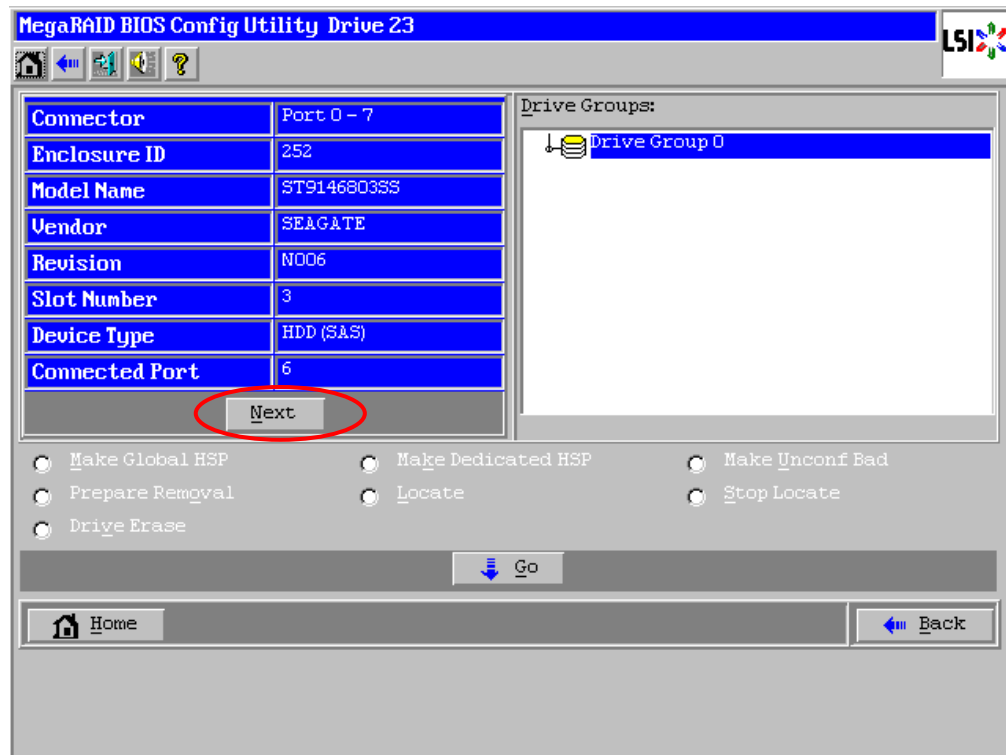 MegaRAID BIOS Config Utility Drive 23
LSI
Connector Port 0 - 7
Enclosure ID 252
Model Name ST9146803SS
Vendor SEAGATE
Revision N006
Slot Number 3
Device Type HDD (SAS)
Connected Port 6
Next
Drive Groups:
Drive Group 0
Make Global HSP Make Dedicated HSP Make Unconf Bad
Prepare Removal Locate Stop Locate
Drive Erase
Go
Home Back